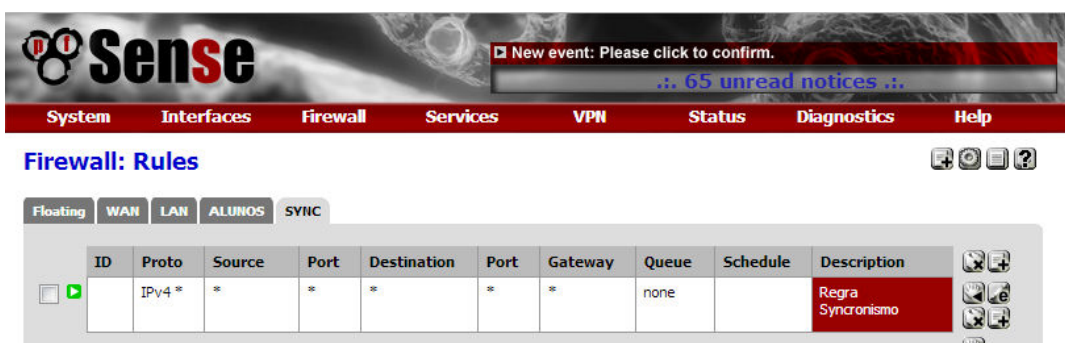 pf Sense
New event: Please click to confirm.
.:. 65 unread notices .:.
System Interfaces Firewall Services VPN Status Diagnostics Help
Firewall: Rules
Floating WAN LAN ALUNOS SYNC
ID Proto Source Port Destination Port Gateway Queue Schedule Description
IPv4 * * * * * * none Regra
Syncronismo